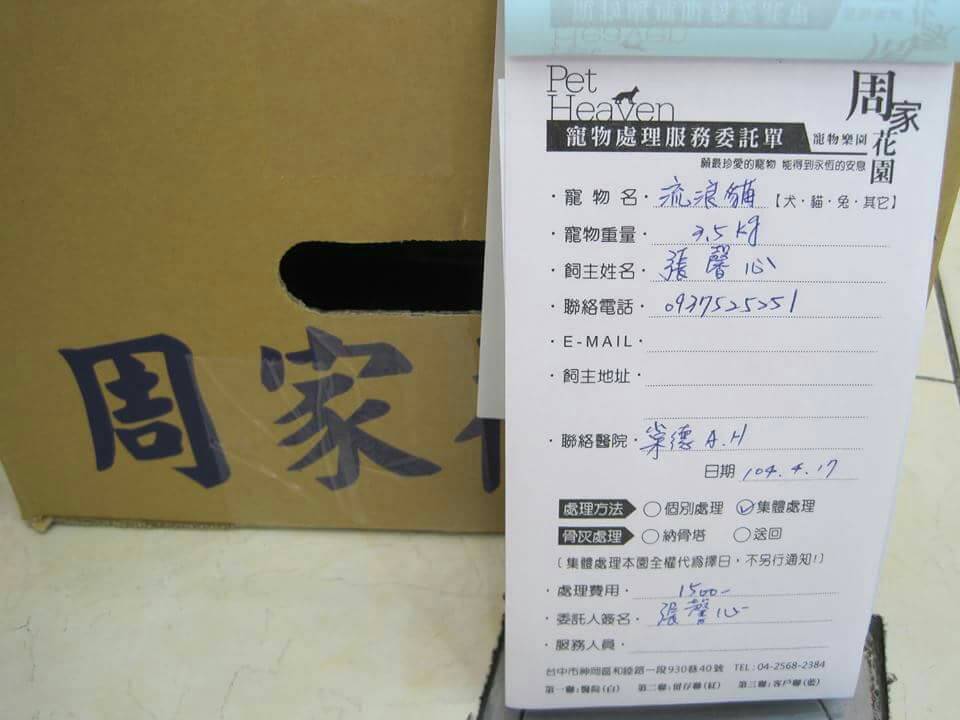 周家
Pet
Heaven
周家花園
寵物處理服務委託單
寵物樂園
願最珍愛的寵物 能得到永恆的安息
・寵物名・流浪貓【犬・貓・兔・其它】
・寵物重量・3.5 kg
・飼主姓名・張馨心
・聯絡電話・0937525251
・E-MAIL・
・飼主地址・
・聯絡醫院・崇德 A.H
日期 104.4.17
處理方法 個別處理 集體處理
骨灰處理 納骨塔 送回
(集體處理本園全權代為擇日,不另行通知!)
・處理費用・1500-
・委託人簽名・張馨心
・服務人員・
台中市神岡區和睦路一段930巷40號 TEL:04-2568-2384